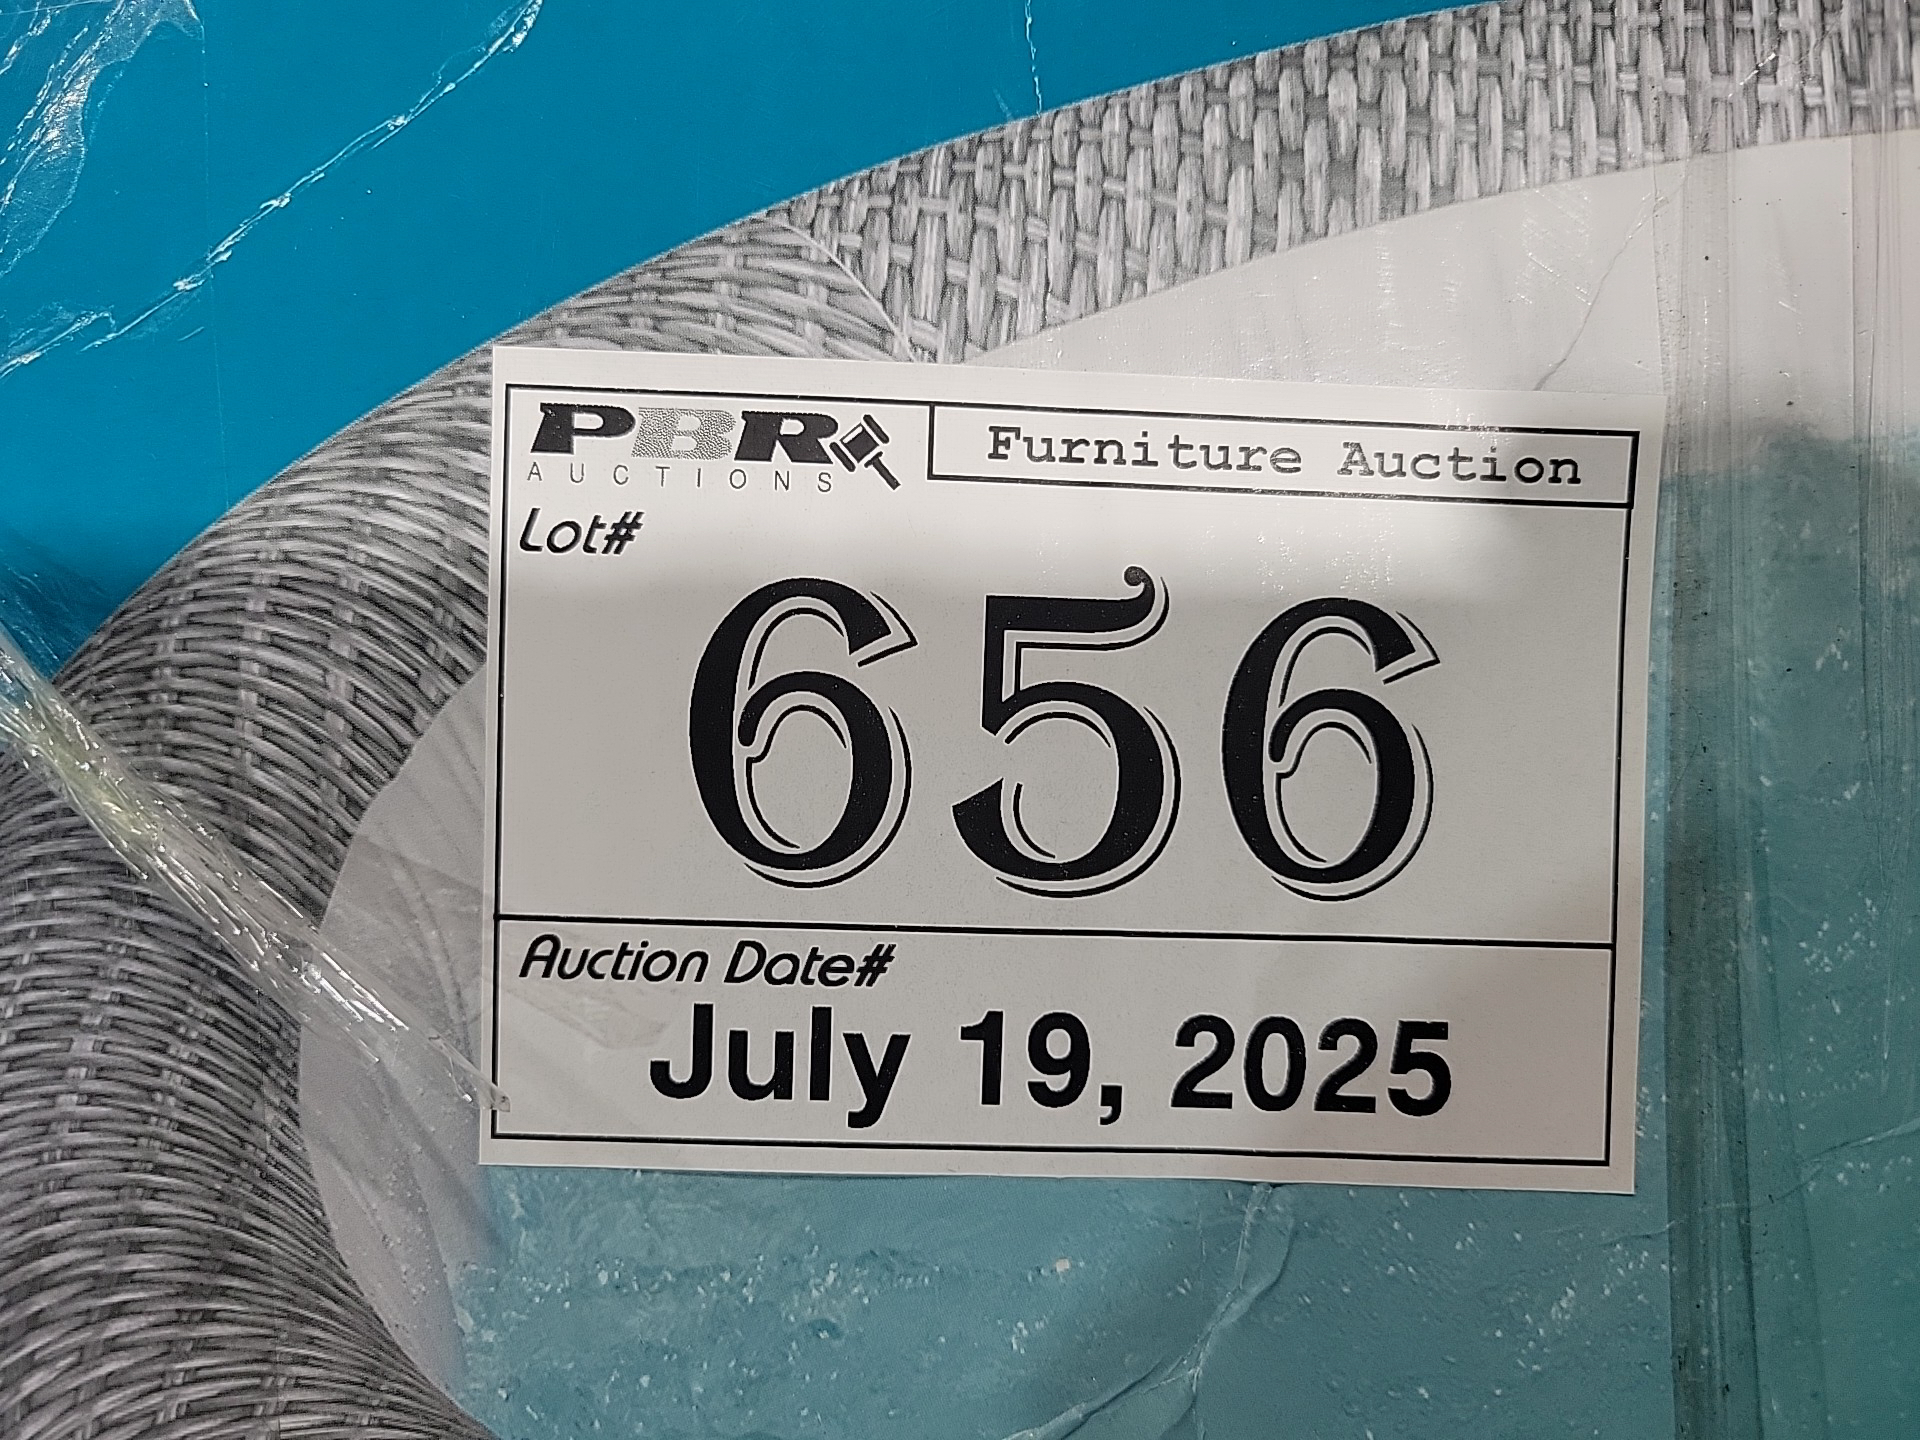 PBR
AUCTIONS
Furniture Auction
Lot#
656
Auction Date#
July 19, 2025